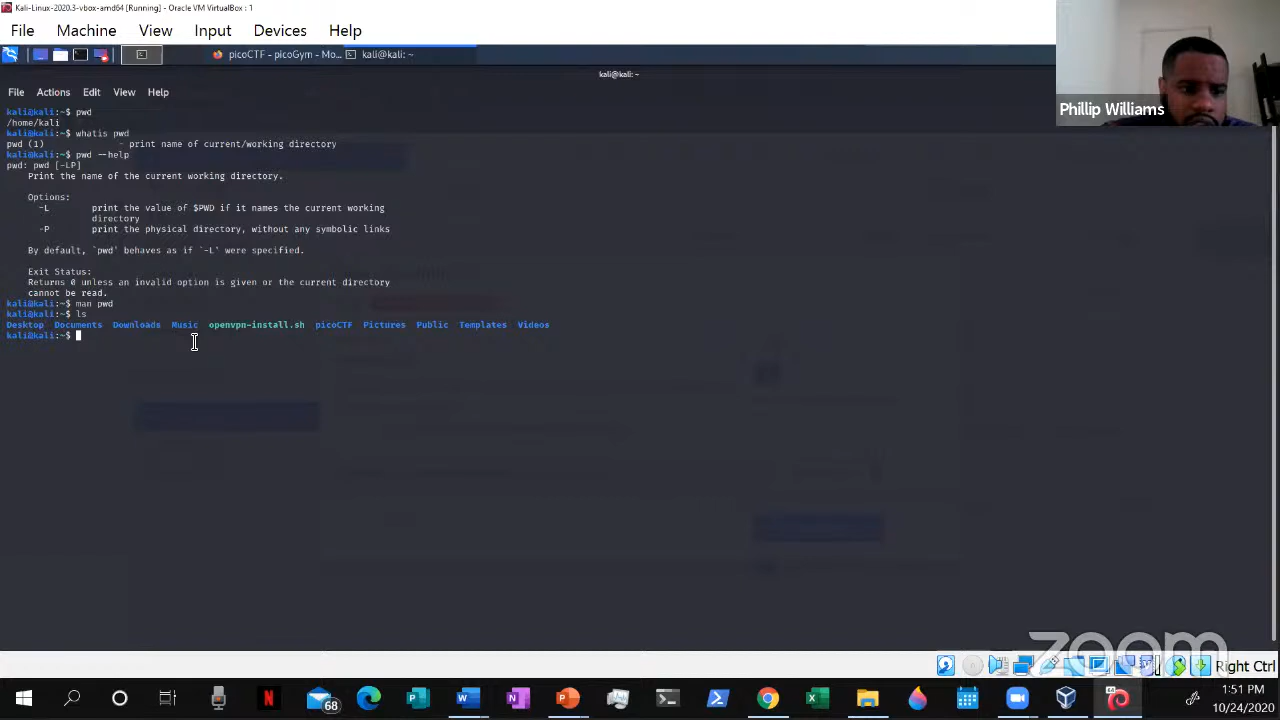 Kali-Linux-2020.3-vbox-amd64 [Running] - Oracle VM VirtualBox : 1
File Machine View Input Devices Help
picoCTF - picoGym - Mo... kali@kali: ~
kali@kali: ~
Phillip Williams
File Actions Edit View Help
kali@kali:~$ pwd
/home/kali
kali@kali:~$ whatis pwd
pwd (1) - print name of current/working directory
kali@kali:~$ pwd --help
pwd: pwd [-LP]
Print the name of the current working directory.
Options:
-L print the value of $PWD if it names the current working
directory
-P print the physical directory, without any symbolic links
By default, `pwd' behaves as if `-L' were specified.
Exit Status:
Returns 0 unless an invalid option is given or the current directory
cannot be read.
kali@kali:~$ man pwd
kali@kali:~$ ls
Desktop Documents Downloads Music openvpn-install.sh picoCTF Pictures Public Templates Videos
kali@kali:~$
zoom
Right Ctrl
68
1:51 PM
10/24/2020